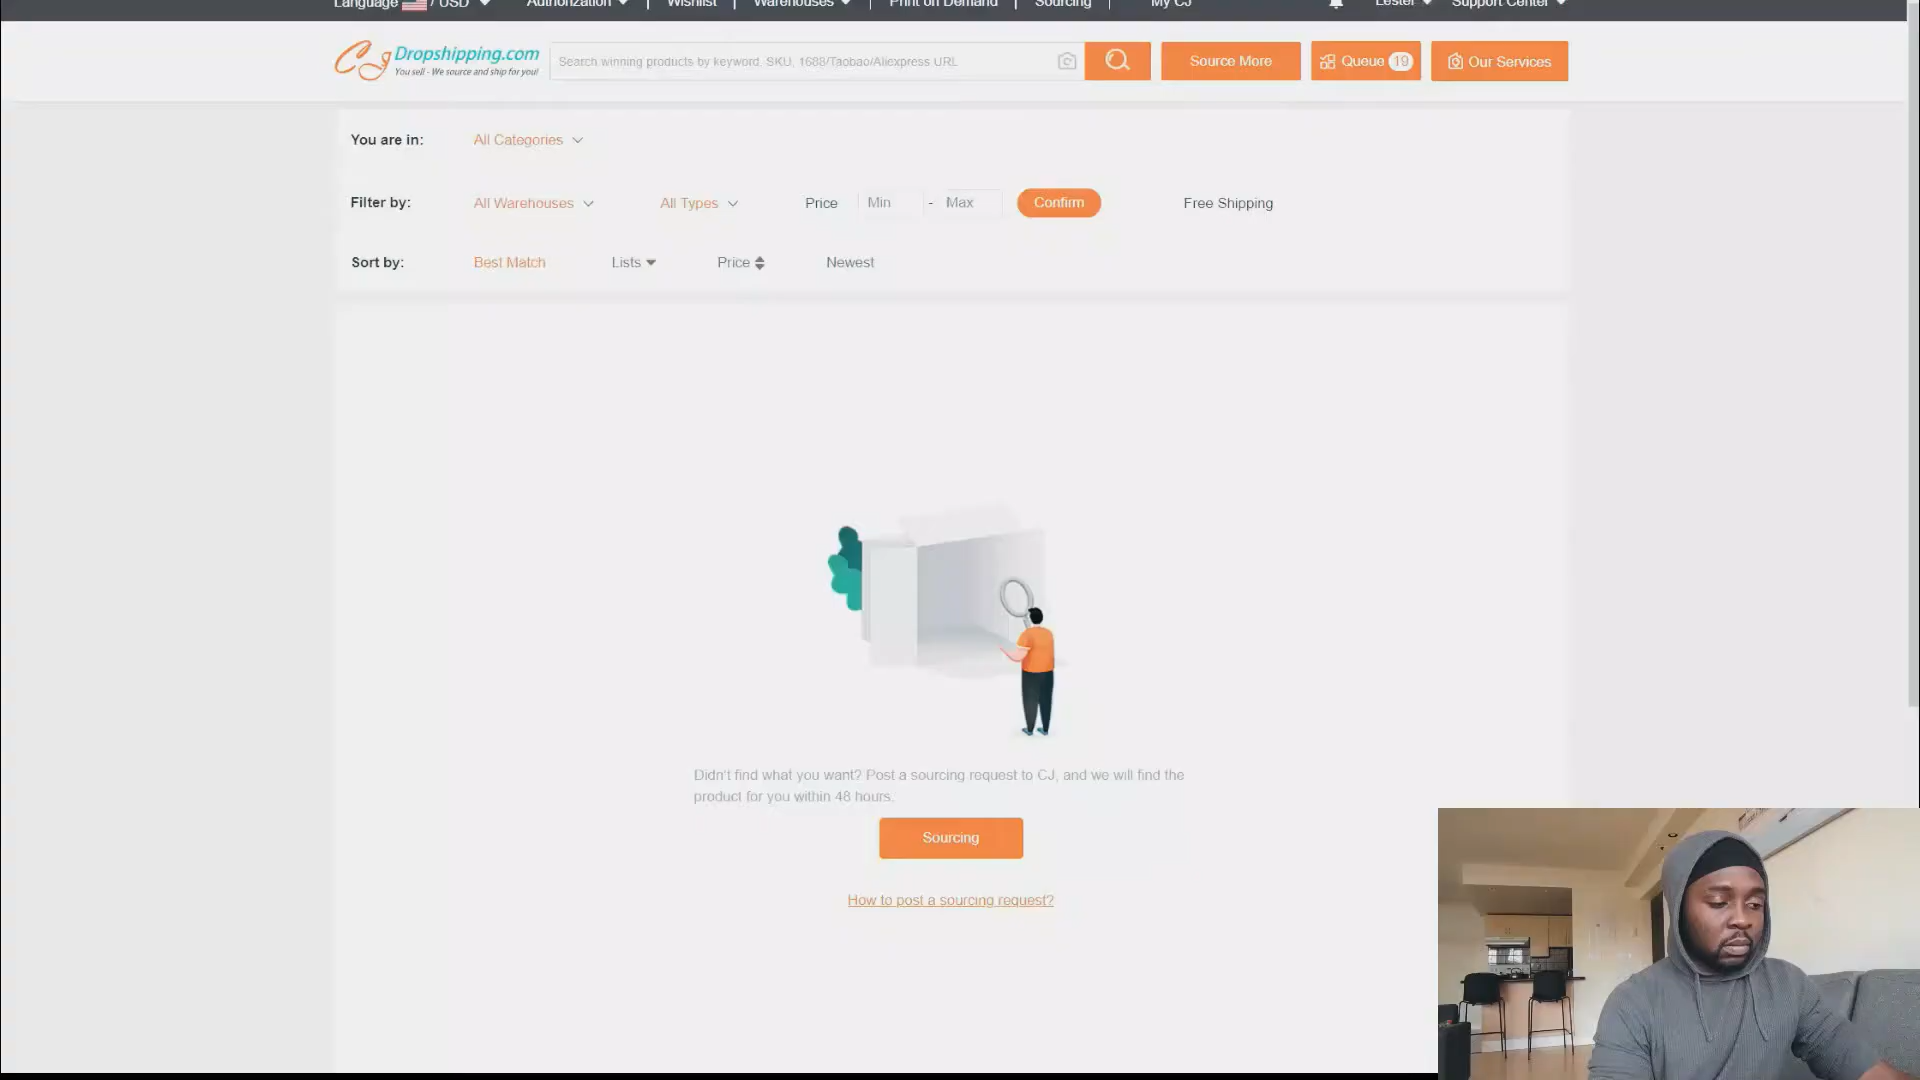 Language / USD Authorization Wishlist Warehouses Print on Demand Sourcing My CJ Lester Support Center
CJ Dropshipping.com
You sell - We source and ship for you!
Search winning products by keyword, SKU, 1688/Taobao/Aliexpress URL
Source More
Queue 19
Our Services
You are in: All Categories
Filter by: All Warehouses All Types Price Min - Max Confirm Free Shipping
Sort by: Best Match Lists Price Newest
Didn't find what you want? Post a sourcing request to CJ, and we will find the
product for you within 48 hours.
Sourcing
How to post a sourcing request?